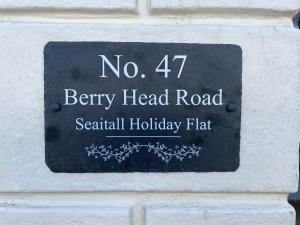 No. 47
Berry Head Road
Seaitall Holiday Flat